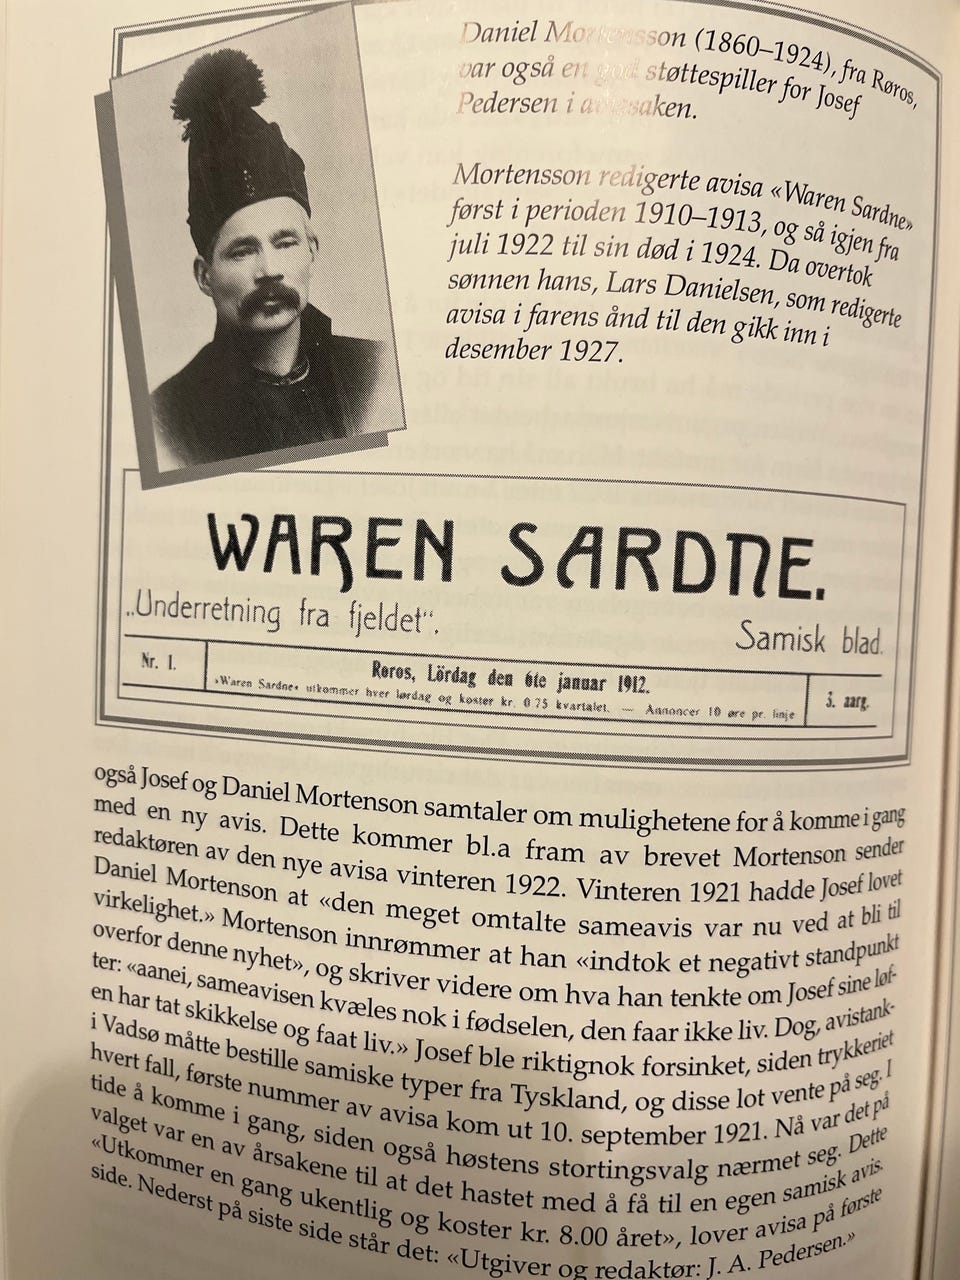 Daniel Mortensson (1860–1924), fra Røros,
var også en god støttespiller for Josef
Pedersen i avissaken.
Mortensson redigerte avisa «Waren Sardne»
først i perioden 1910–1913, og så igjen fra
juli 1922 til sin død i 1924. Da overtok
sønnen hans, Lars Danielsen, som redigerte
avisa i farens ånd til den gikk inn i
desember 1927.
WAREN SARDNE.
„Underretning fra fjeldet“.
Samisk blad.
Nr. 1.
Røros, Lördag den 6te januar 1912.
»Waren Sardne« utkommer hver lørdag og koster kr. 0.75 kvartalet. — Annoncer 10 øre pr. linje
3. aarg.
også Josef og Daniel Mortenson samtaler om mulighetene for å komme i gang
med en ny avis. Dette kommer bl.a fram av brevet Mortenson sender
redaktøren av den nye avisa vinteren 1922. Vinteren 1921 hadde Josef lovet
Daniel Mortenson at «den meget omtalte sameavis var nu ved at bli til
virkelighet.» Mortenson innrømmer at han «indtok et negativt standpunkt
overfor denne nyhet», og skriver videre om hva han tenkte om Josef sine løf-
ter: «aanei, sameavisen kvæles nok i fødselen, den faar ikke liv. Dog, avistank-
en har tat skikkelse og faat liv.» Josef ble riktignok forsinket, siden trykkeriet
i Vadsø måtte bestille samiske typer fra Tyskland, og disse lot vente på seg. I
hvert fall, første nummer av avisa kom ut 10. september 1921. Nå var det på
tide å komme i gang, siden også høstens stortingsvalg nærmet seg. Dette
valget var en av årsakene til at det hastet med å få til en egen samisk avis.
«Utkommer en gang ukentlig og koster kr. 8.00 året», lover avisa på første
side. Nederst på siste side står det: «Utgiver og redaktør: J. A. Pedersen.»